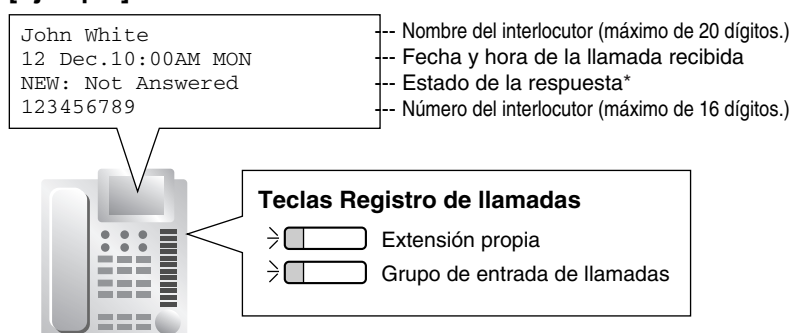 John White --- Nombre del interlocutor (máximo de 20 dígitos.)
12 Dec.10:00AM MON --- Fecha y hora de la llamada recibida
NEW: Not Answered --- Estado de la respuesta*
123456789 --- Número del interlocutor (máximo de 16 dígitos.)
Teclas Registro de llamadas
Extensión propia
Grupo de entrada de llamadas